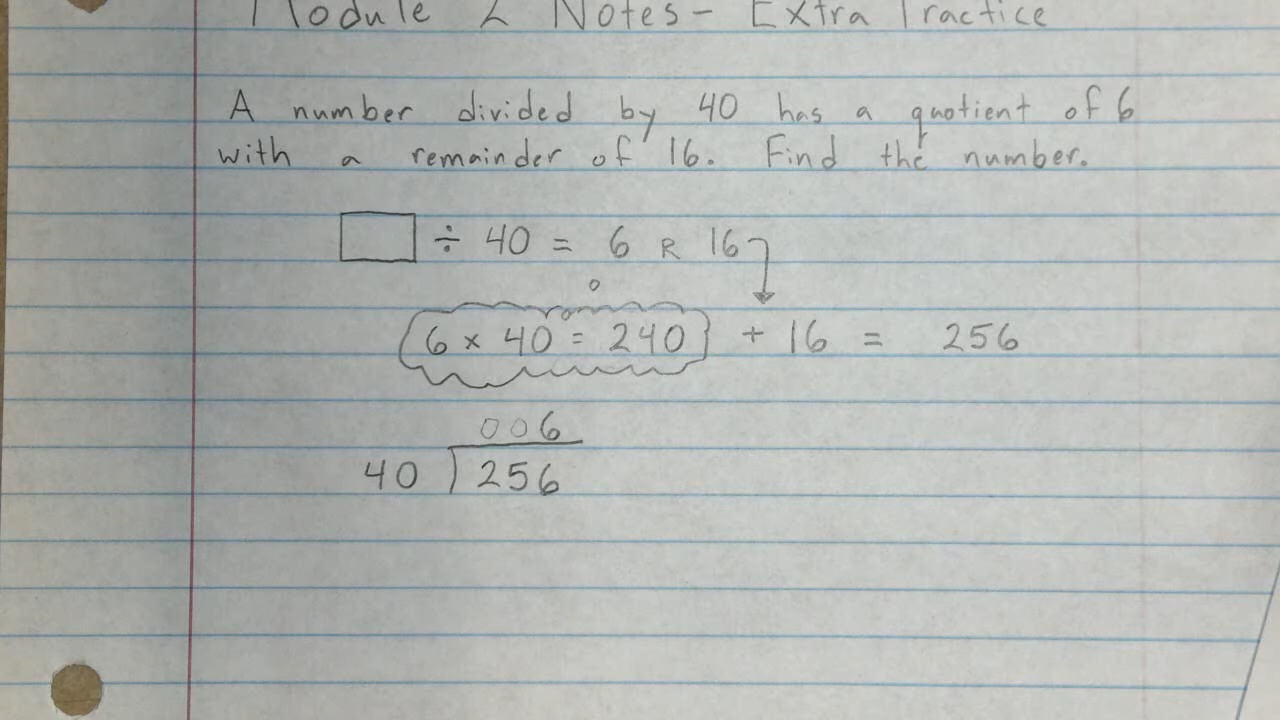 Module 2 Notes- Extra Practice
A number divided by 40 has a quotient of 6
with a remainder of 16. Find the number.
÷ 40 = 6 R 16
6 × 40 = 240 + 16 = 256
006
40 256